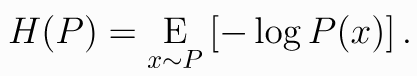 H(P) = E_{x∼P} [− log P(x)] .